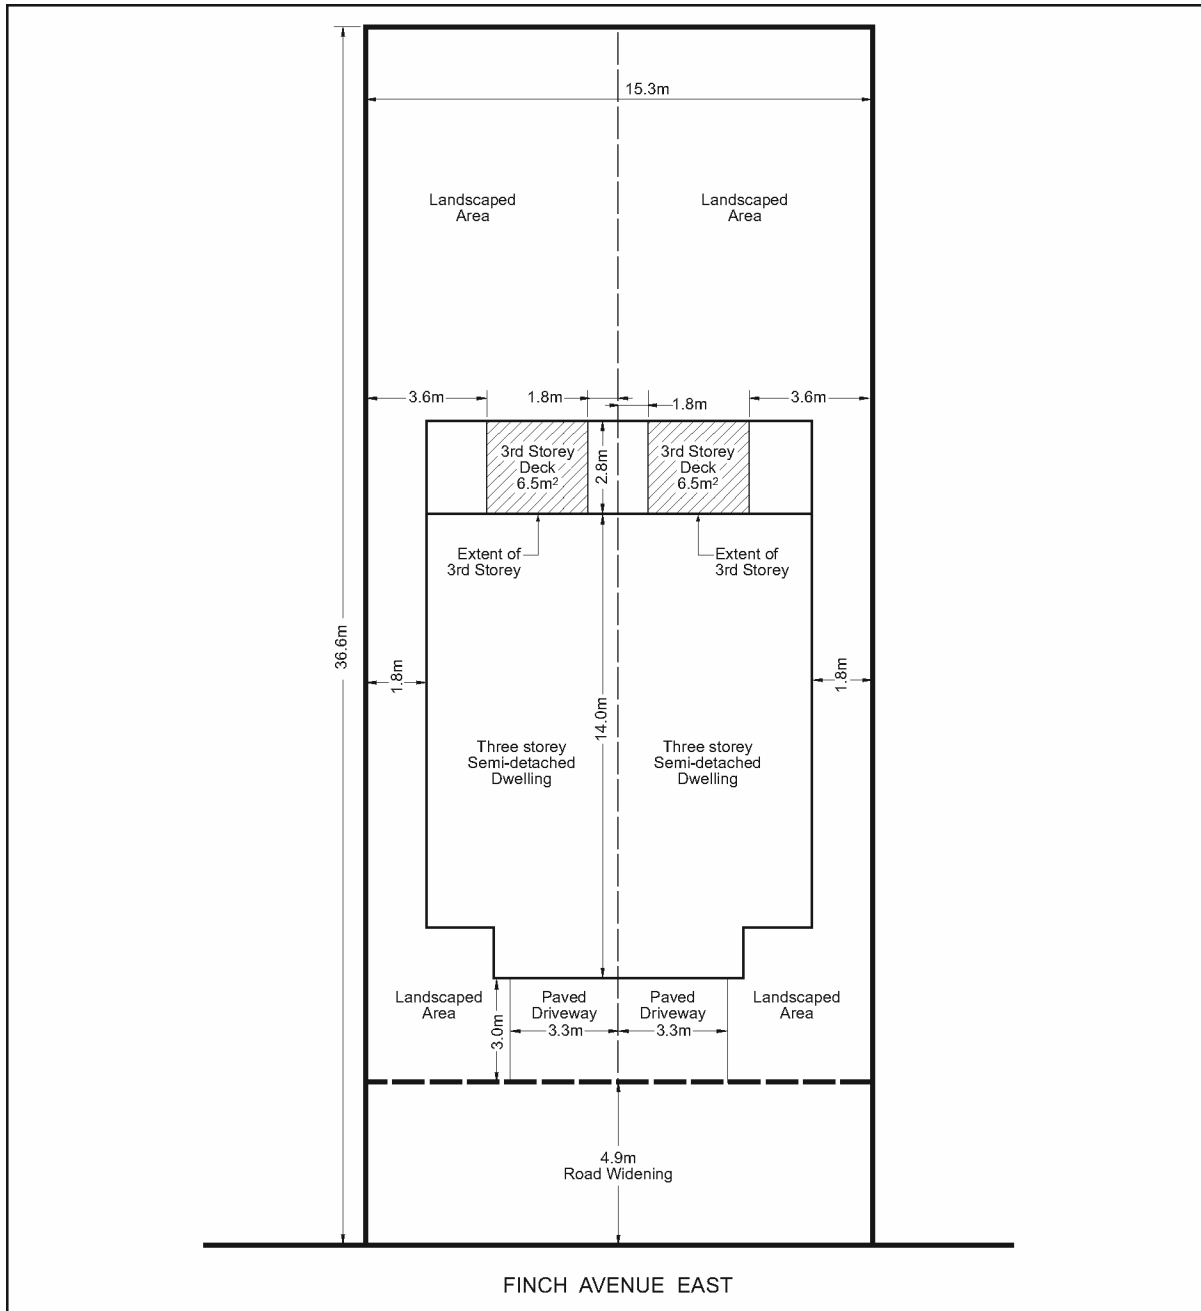 15.3m
Landscaped
Area
Landscaped
Area
3.6m
1.8m
1.8m
3.6m
3rd Storey
Deck
6.5m²
2.8m
3rd Storey
Deck
6.5m²
Extent of
3rd Storey
Extent of
3rd Storey
36.6m
1.8m
1.8m
14.0m
Three storey
Semi-detached
Dwelling
Three storey
Semi-detached
Dwelling
Landscaped
Area
3.0m
Paved
Driveway
3.3m
Paved
Driveway
3.3m
Landscaped
Area
4.9m
Road Widening
FINCH AVENUE EAST